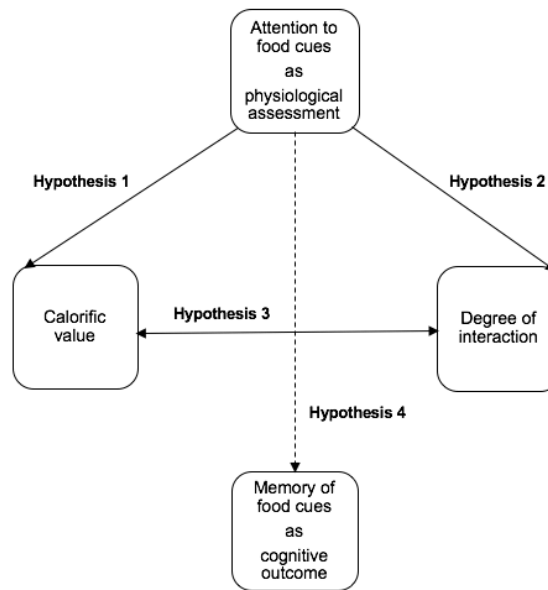 Attention to
food cues
as
physiological
assessment
Hypothesis 1
Hypothesis 2
Calorific
value
Hypothesis 3
Degree of
interaction
Hypothesis 4
Memory of
food cues
as
cognitive
outcome